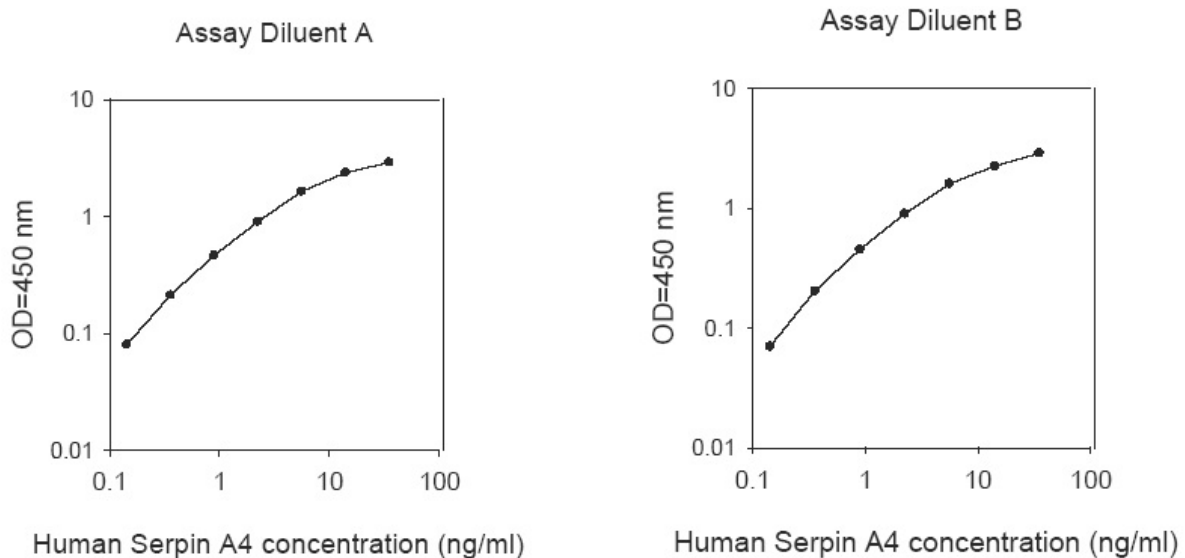 Assay Diluent A
10
1
0.1
0.01
0.1 1 10 100
OD=450 nm
Human Serpin A4 concentration (ng/ml)
Assay Diluent B
10
1
0.1
0.01
0.1 1 10 100
OD=450 nm
Human Serpin A4 concentration (ng/ml)